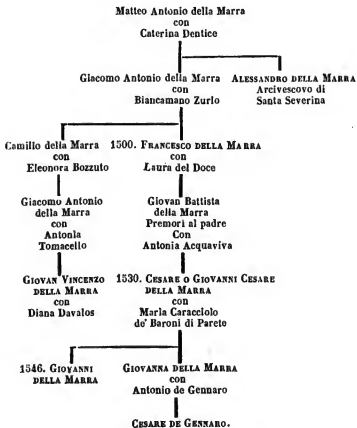 Matteo Antonio della Marra
con
Caterina Dentice
Giacomo Antonio della Marra
con
Biancamano Zurlo
ALESSANDRO DELLA MARRA
Arcivescovo di
Santa Severina
Camillo della Marra
con
Eleonora Bozzuto
1500. FRANCESCO DELLA MARRA
con
Laura del Doce
Giacomo Antonio
della Marra
con
Antonia
Tomacello
Giovan Battista
della Marra
Premorì al padre
Con
Antonia Acquaviva
GIOVAN VINCENZO
DELLA MARRA
con
Diana Davalos
1530. CESARE O GIOVANNI CESARE
DELLA MARRA
con
Maria Caracciolo
de' Baroni di Pareto
1546. GIOVANNI
DELLA MARRA
GIOVANNA DELLA MARRA
con
Antonio de Gennaro
CESARE DE GENNARO.